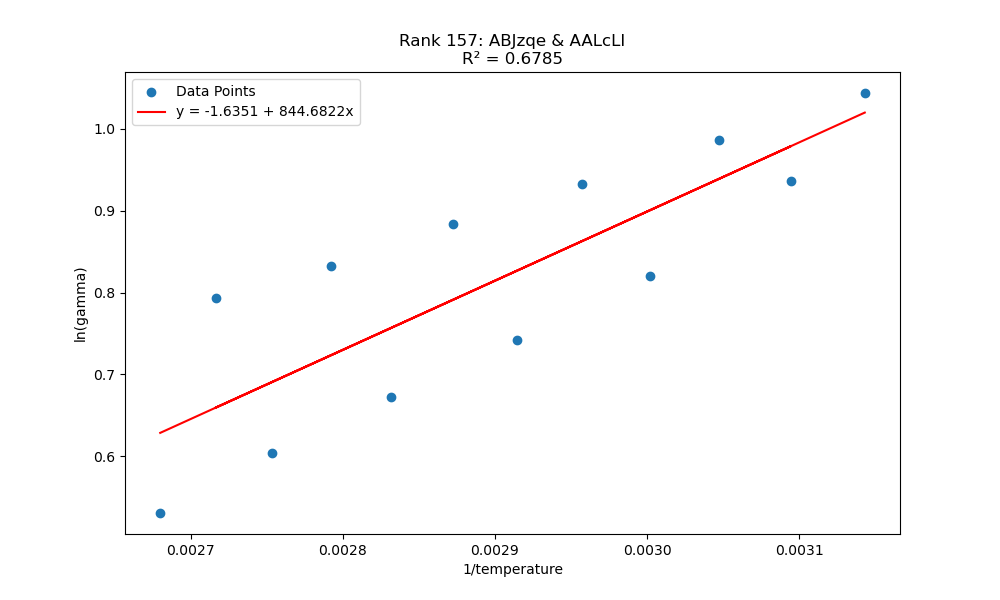 Rank 157: ABJzqe & AALcLI
R² = 0.6785
Data Points
y = -1.6351 + 844.6822x
ln(gamma)
1.0
0.9
0.8
0.7
0.6
0.0027 0.0028 0.0029 0.0030 0.0031
1/temperature